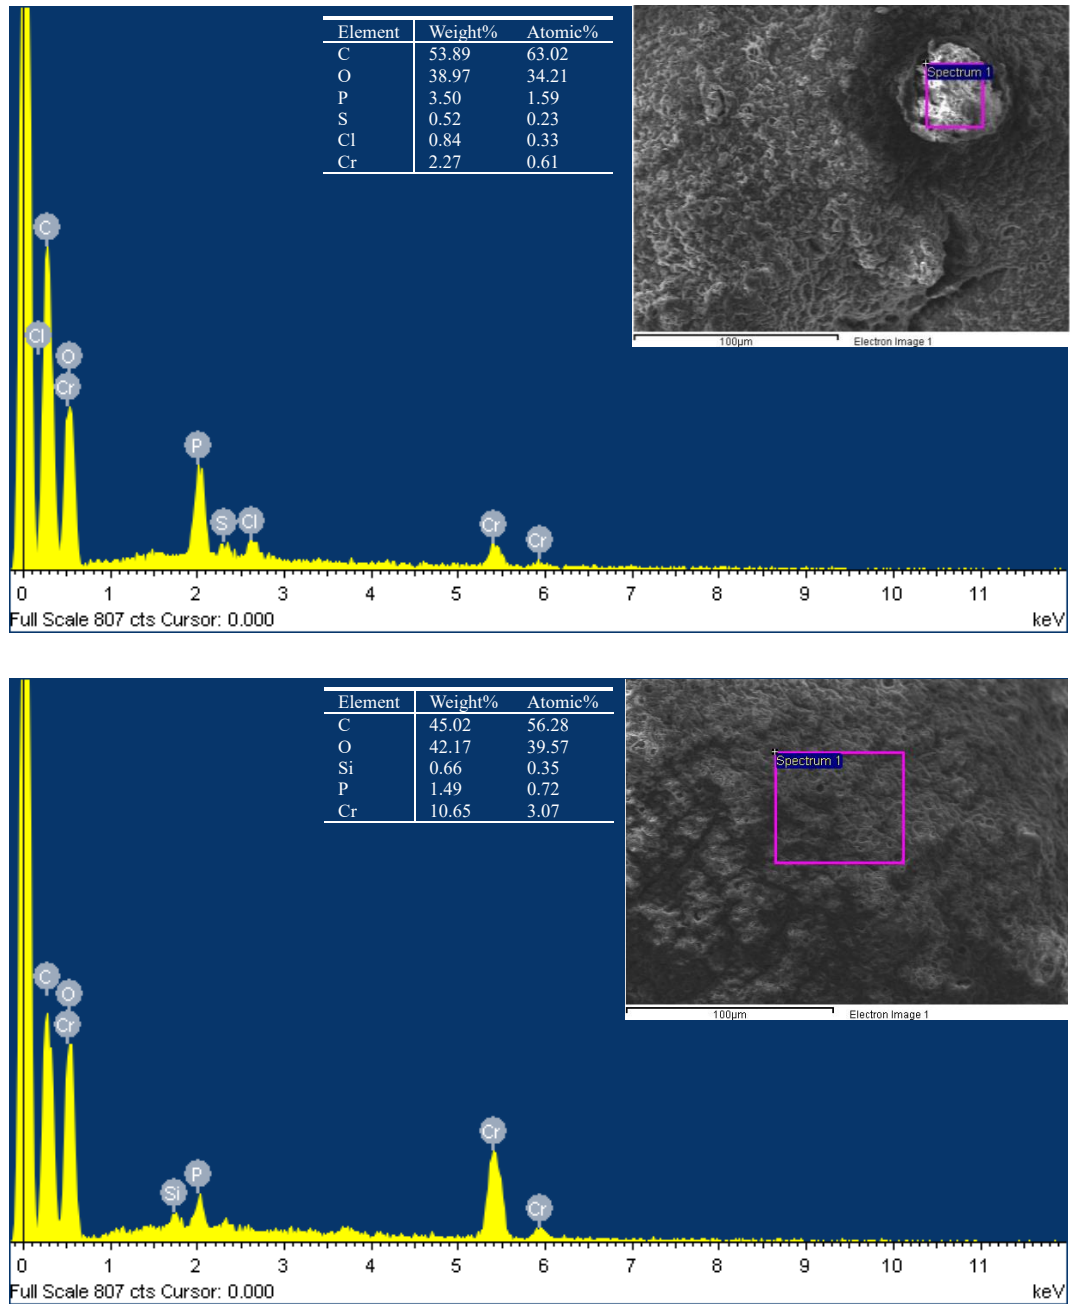 Element Weight% Atomic%
C 53.89 63.02
O 38.97 34.21
P 3.50 1.59
S 0.52 0.23
Cl 0.84 0.33
Cr 2.27 0.61
Spectrum 1
100µm Electron Image 1
C
Cl
O
Cr
P
S
Cl
Cr
Cr
0 1 2 3 4 5 6 7 8 9 10 11
Full Scale 807 cts Cursor: 0.000 keV
Element Weight% Atomic%
C 45.02 56.28
O 42.17 39.57
Si 0.66 0.35
P 1.49 0.72
Cr 10.65 3.07
Spectrum 1
100µm Electron Image 1
C
O
Cr
Si
P
Cr
Cr
0 1 2 3 4 5 6 7 8 9 10 11
Full Scale 807 cts Cursor: 0.000 keV